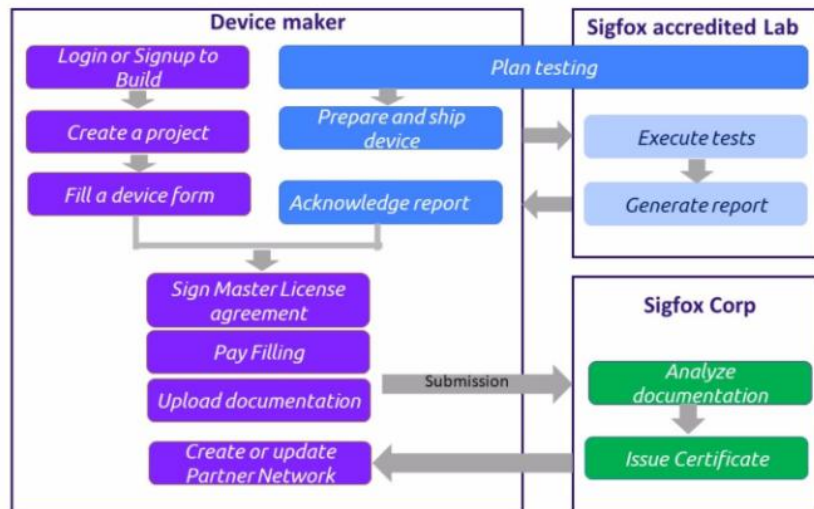 Device maker
Sigfox accredited Lab
Login or Signup to
Build
Plan testing
Create a project
Prepare and ship
device
Execute tests
Fill a device form
Acknowledge report
Generate report
Sign Master License
agreement
Sigfox Corp
Pay Filling
Submission
Analyze
documentation
Upload documentation
Create or update
Partner Network
Issue Certificate